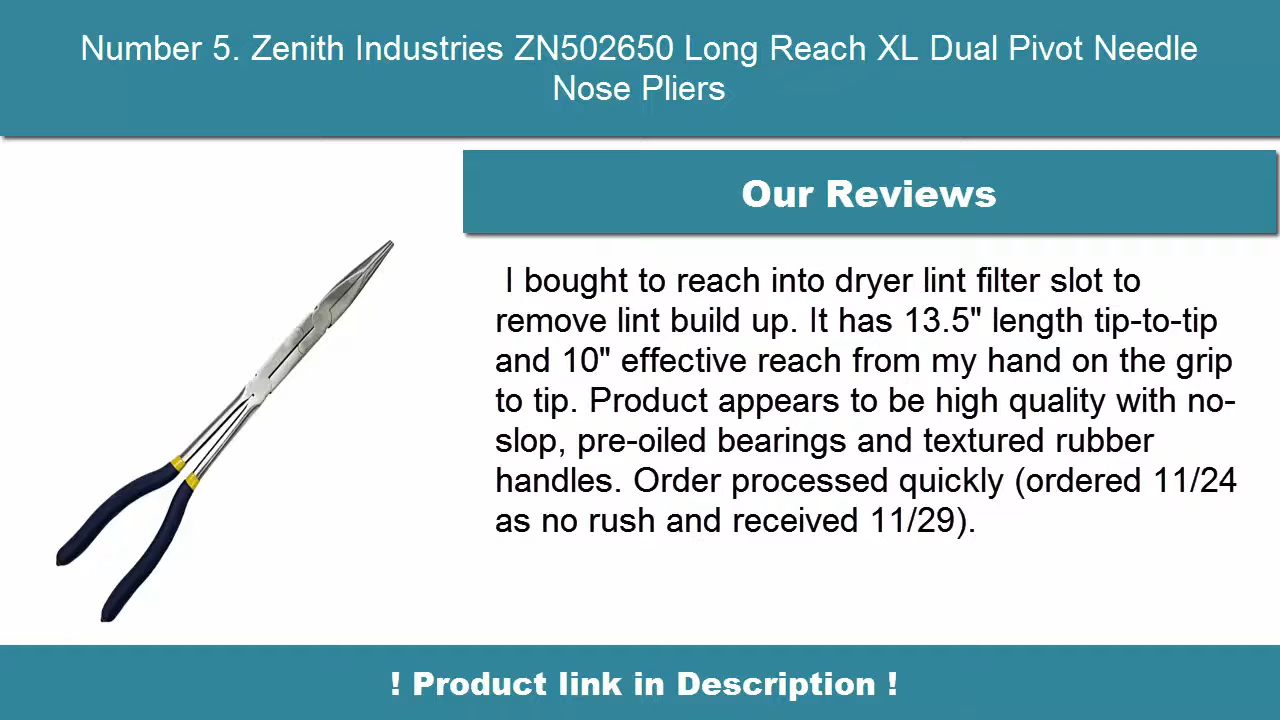 Number 5. Zenith Industries ZN502650 Long Reach XL Dual Pivot Needle
Nose Pliers
Our Reviews
I bought to reach into dryer lint filter slot to
remove lint build up. It has 13.5" length tip-to-tip
and 10" effective reach from my hand on the grip
to tip. Product appears to be high quality with no-
slop, pre-oiled bearings and textured rubber
handles. Order processed quickly (ordered 11/24
as no rush and received 11/29).
! Product link in Description !